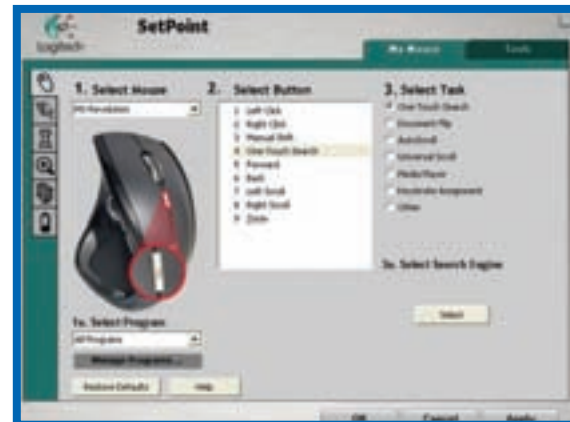 SetPoint
Logitech
My Mouse
Tools
1. Select Mouse
2. Select Button
3. Select Task
MX Revolution
1 Left Click
2 Right Click
3 Manual Shift
4 One Touch Search
5 Forward
6 Back
7 Left Scroll
8 Right Scroll
9 Zoom
One Touch Search
Document Flip
AutoScroll
Universal Scroll
Media Player
Keystroke Assignment
Other
3a. Select Search Engine
Select
1a. Select Program
All Programs
Manage Programs...
Restore Defaults
Help
OK
Cancel
Apply